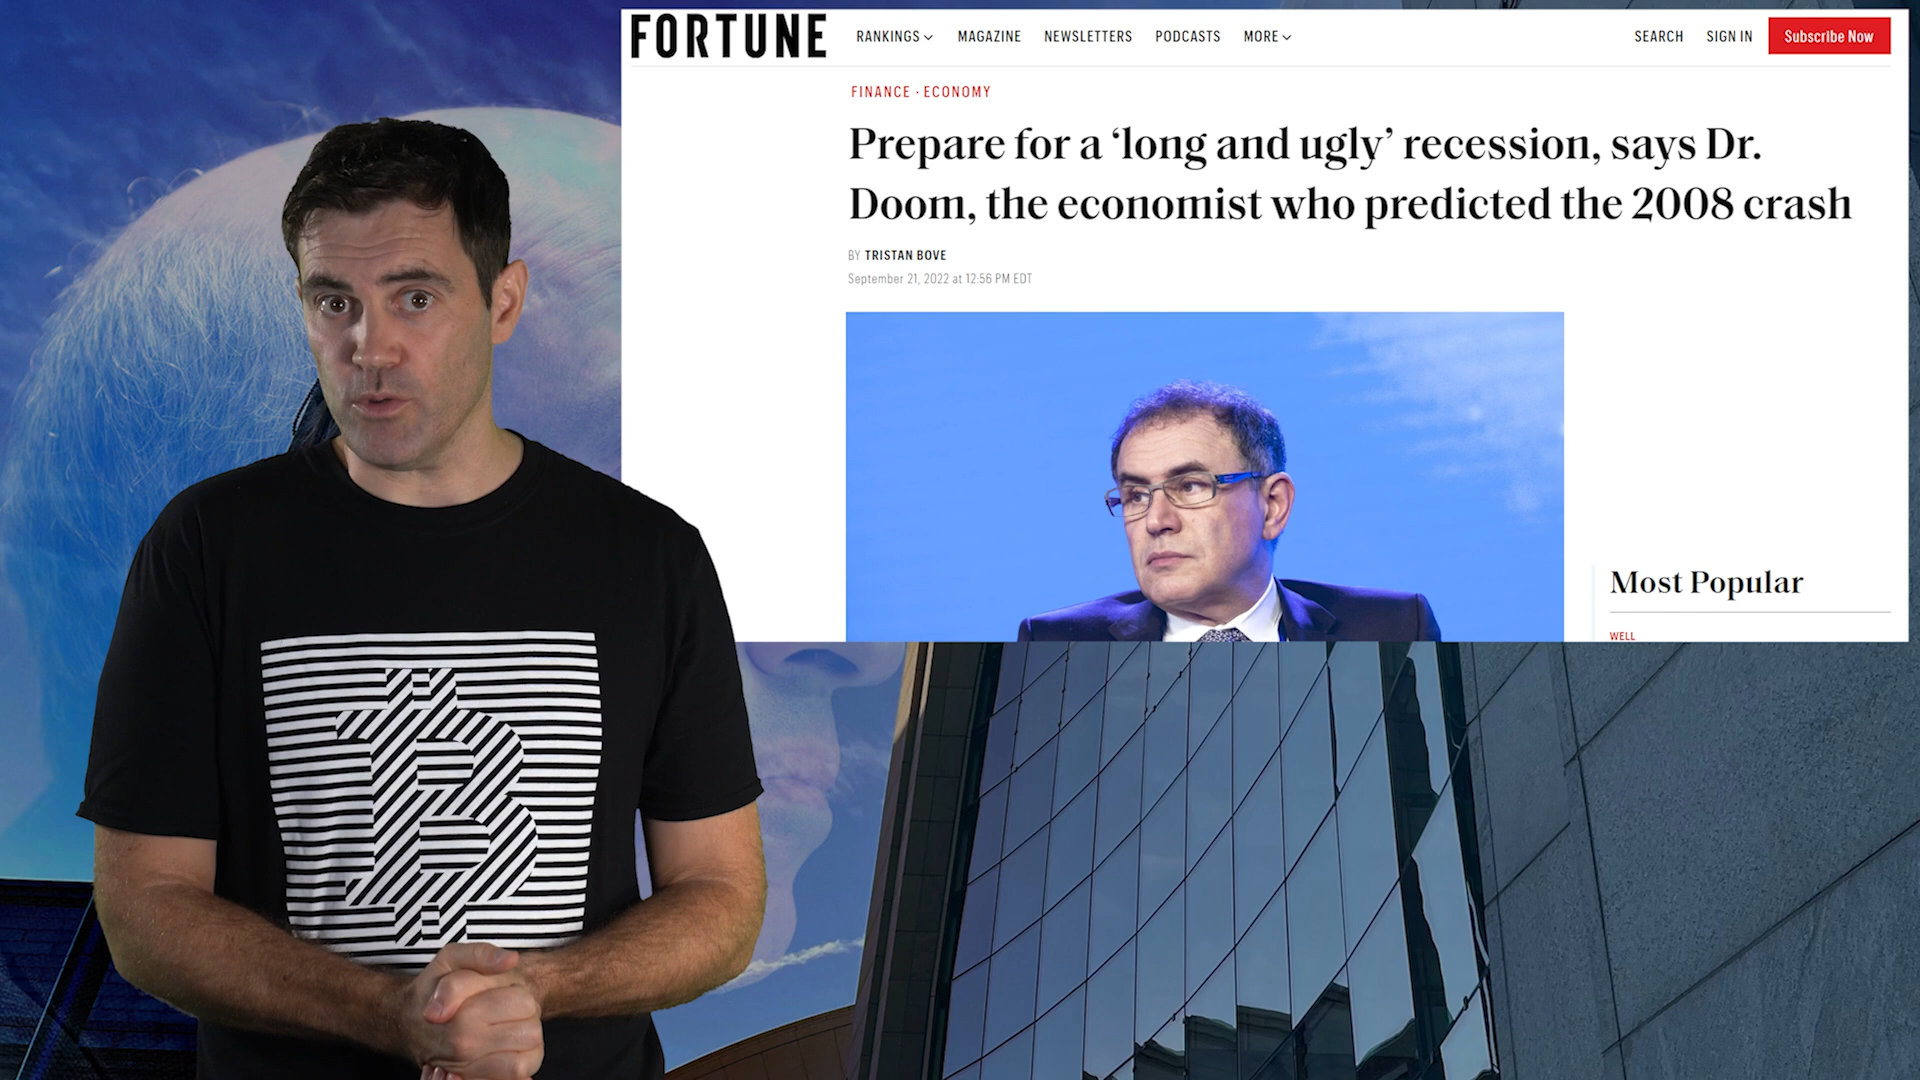 FORTUNE
RANKINGS MAGAZINE NEWSLETTERS PODCASTS MORE SEARCH SIGN IN Subscribe Now
FINANCE · ECONOMY
Prepare for a ‘long and ugly’ recession, says Dr.
Doom, the economist who predicted the 2008 crash
BY TRISTAN BOVE
September 21, 2022 at 12:56 PM EDT
Most Popular
WELL
B